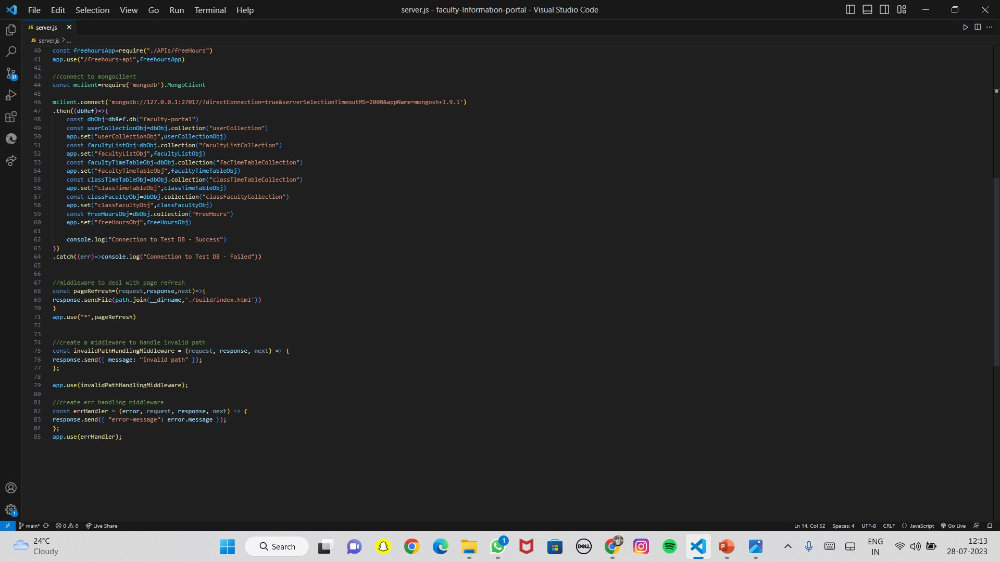 File Edit Selection View Go Run Terminal Help
server.js - faculty-Information-portal - Visual Studio Code
JS server.js
JS server.js > ...
40 const freehoursApp=require("./APIs/freeHours")
41 app.use("/freehours-api",freehoursApp)
42
43 //connect to mongoclient
44 const mclient=require('mongodb').MongoClient
45
46 mclient.connect('mongodb://127.0.0.1:27017/?directConnection=true&serverSelectionTimeoutMS=2000&appName=mongosh+1.9.1')
47 .then((dbRef)=>{
48 const dbObj=dbRef.db("faculty-portal")
49 const userCollectionObj=dbObj.collection("userCollection")
50 app.set("userCollectionObj",userCollectionObj)
51 const facultyListObj=dbObj.collection("facultyListCollection")
52 app.set("facultyListObj",facultyListObj)
53 const facultyTimeTableObj=dbObj.collection("facTimeTableCollection")
54 app.set("facultyTimeTableObj",facultyTimeTableObj)
55 const classTimeTableObj=dbObj.collection("classTimeTableCollection")
56 app.set("classTimeTableObj",classTimeTableObj)
57 const classFacultyObj=dbObj.collection("classFacultyCollection")
58 app.set("classFacultyObj",classFacultyObj)
59 const freeHoursObj=dbObj.collection("freeHours")
60 app.set("freeHoursObj",freeHoursObj)
61
62 console.log("Connection to Test DB - Success")
63 })
64 .catch((err)=>console.log("Connection to Test DB - Failed"))
65
66
67 //middleware to deal with page refresh
68 const pageRefresh=(request,response,next)=>{
69 response.sendFile(path.join(__dirname,'./build/index.html'))
70 }
71 app.use("*",pageRefresh)
72
73
74 //create a middleware to handle invalid path
75 const invalidPathHandlingMiddleware = (request, response, next) => {
76 response.send({ message: "Invalid path" });
77 };
78
79 app.use(invalidPathHandlingMiddleware);
80
81 //create err handling middleware
82 const errHandler = (error, request, response, next) => {
83 response.send({ "error-message": error.message });
84 };
85 app.use(errHandler);
37
1
main* 0 0 Live Share
Ln 14, Col 52 Spaces: 4 UTF-8 CRLF {} JavaScript Go Live
24°C
Cloudy
Search
1
DELL
ENG
IN
12:13
28-07-2023